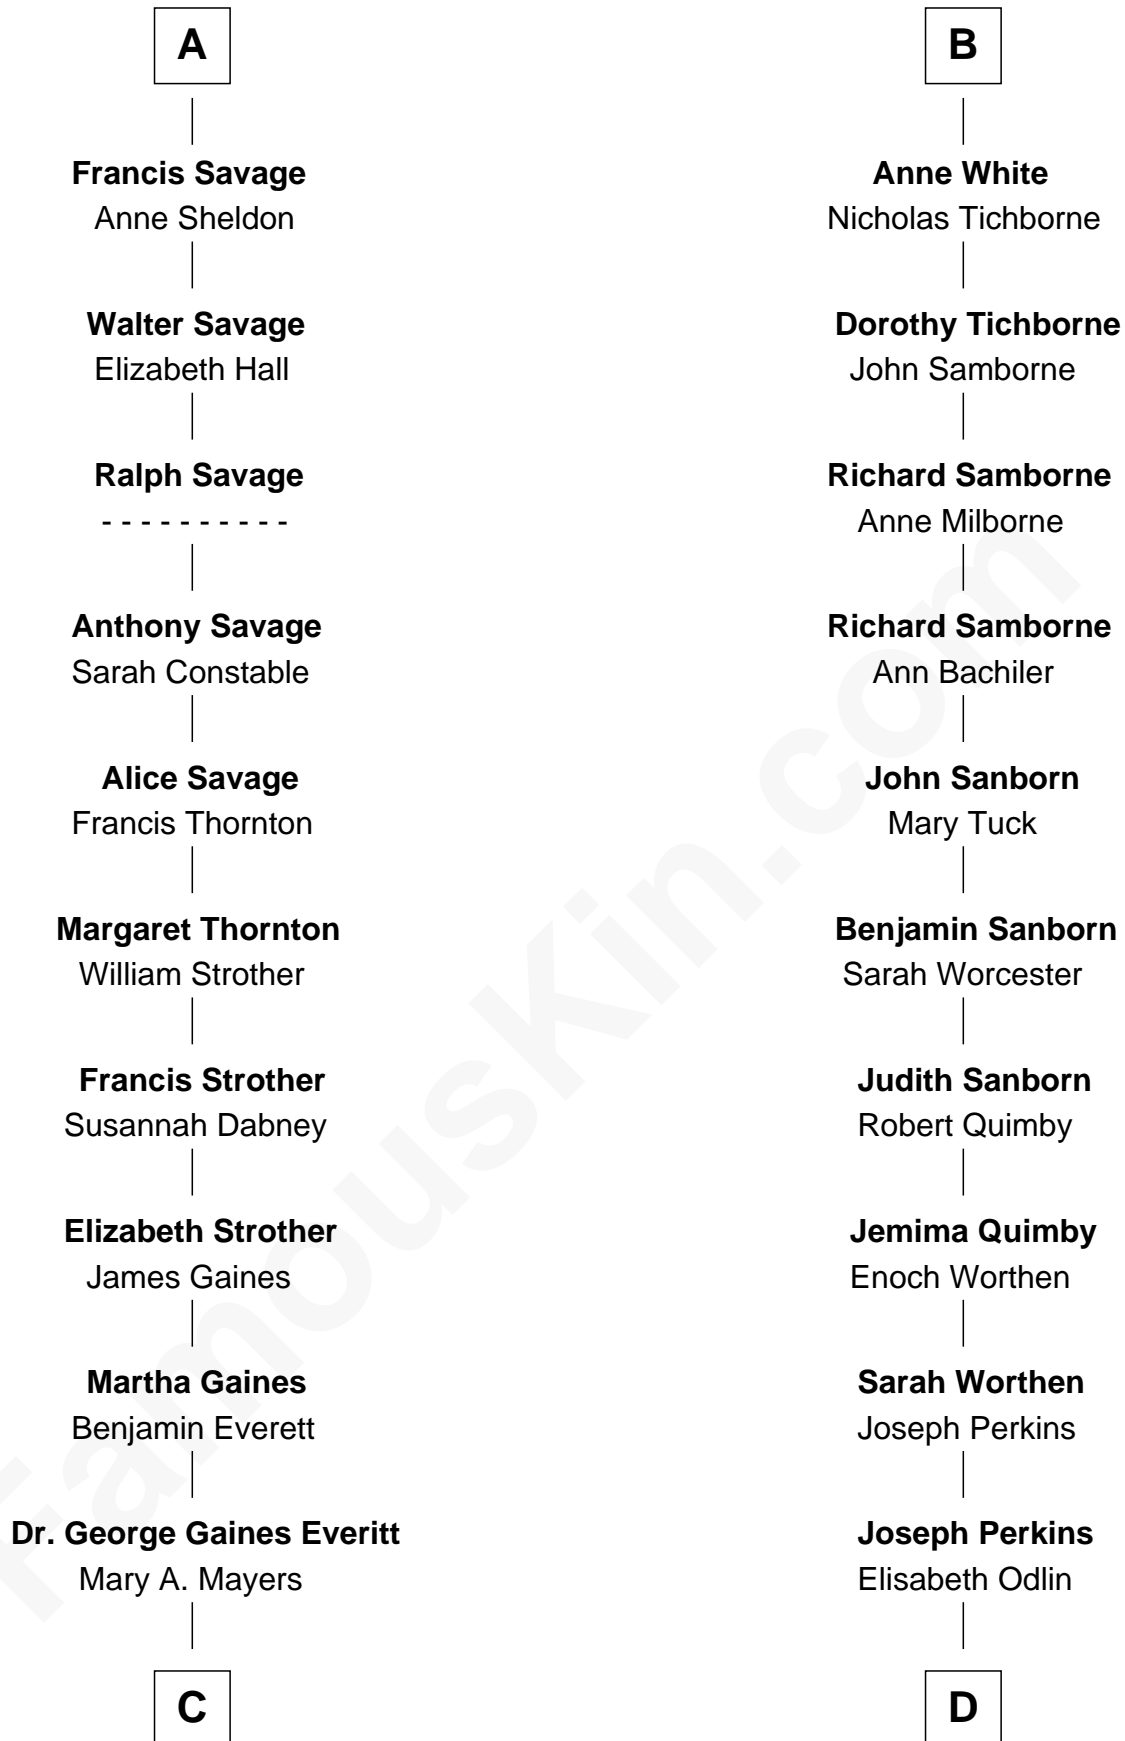 A
Francis Savage
Anne Sheldon
Walter Savage
Elizabeth Hall
Ralph Savage
- - - - - - - - - -
Anthony Savage
Sarah Constable
Alice Savage
Francis Thornton
Margaret Thornton
William Strother
Francis Strother
Susannah Dabney
Elizabeth Strother
James Gaines
Martha Gaines
Benjamin Everett
Dr. George Gaines Everitt
Mary A. Mayers
C
B
Anne White
Nicholas Tichborne
Dorothy Tichborne
John Samborne
Richard Samborne
Anne Milborne
Richard Samborne
Ann Bachiler
John Sanborn
Mary Tuck
Benjamin Sanborn
Sarah Worcester
Judith Sanborn
Robert Quimby
Jemima Quimby
Enoch Worthen
Sarah Worthen
Joseph Perkins
Joseph Perkins
Elisabeth Odlin
D
FamousKin.com